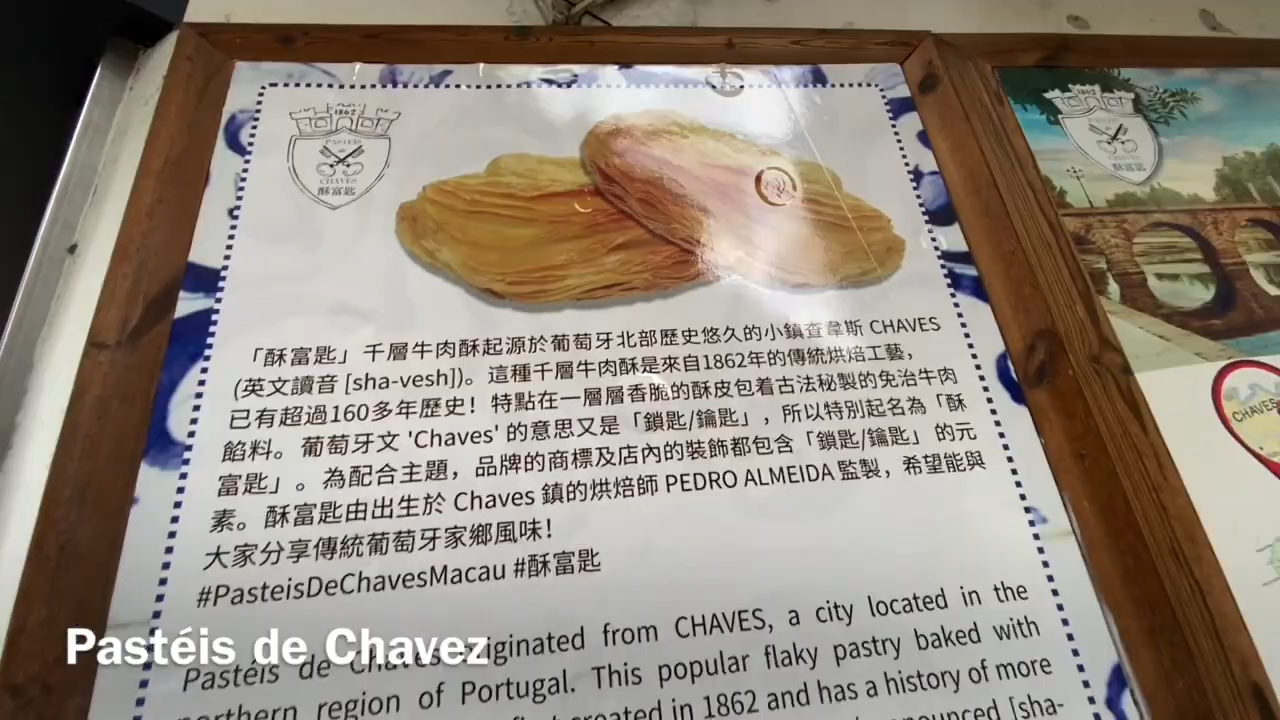 1862
PASTEIS
CHAVES
酥富匙
1862
PASTEIS
CHAVES
酥富匙
「酥富匙」千層牛肉酥起源於葡萄牙北部歷史悠久的小鎮查韋斯 CHAVES
(英文讀音 [sha-vesh])。這種千層牛肉酥是來自1862年的傳統烘焙工藝，
已有超過160多年歷史！特點在一層層香脆的酥皮包着古法秘製的免治牛肉
餡料。葡萄牙文 'Chaves' 的意思又是「鎖匙/鑰匙」，所以特別起名為「酥
富匙」。為配合主題，品牌的商標及店內的裝飾都包含「鎖匙/鑰匙」的元
素。酥富匙由出生於 Chaves 鎮的烘焙師 PEDRO ALMEIDA 監製，希望能與
大家分享傳統葡萄牙家鄉風味！
#PasteisDeChavesMacau #酥富匙
CHAVES
Pastéis de Chavez
Pastéis de Chaves originated from CHAVES, a city located in the
northern region of Portugal. This popular flaky pastry baked with
created in 1862 and has a history of more
[sha-